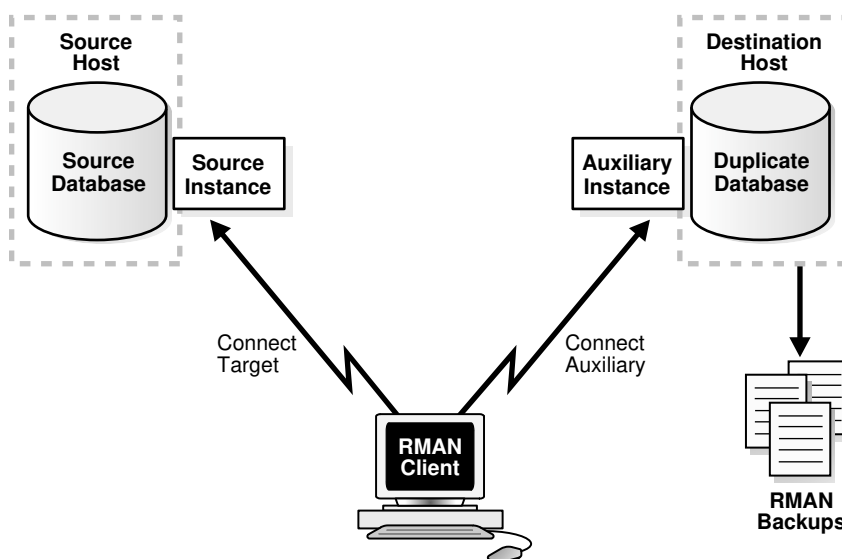 Source
Host
Source
Database
Source
Instance
Destination
Host
Auxiliary
Instance
Duplicate
Database
Connect
Target
Connect
Auxiliary
RMAN
Client
RMAN
Backups